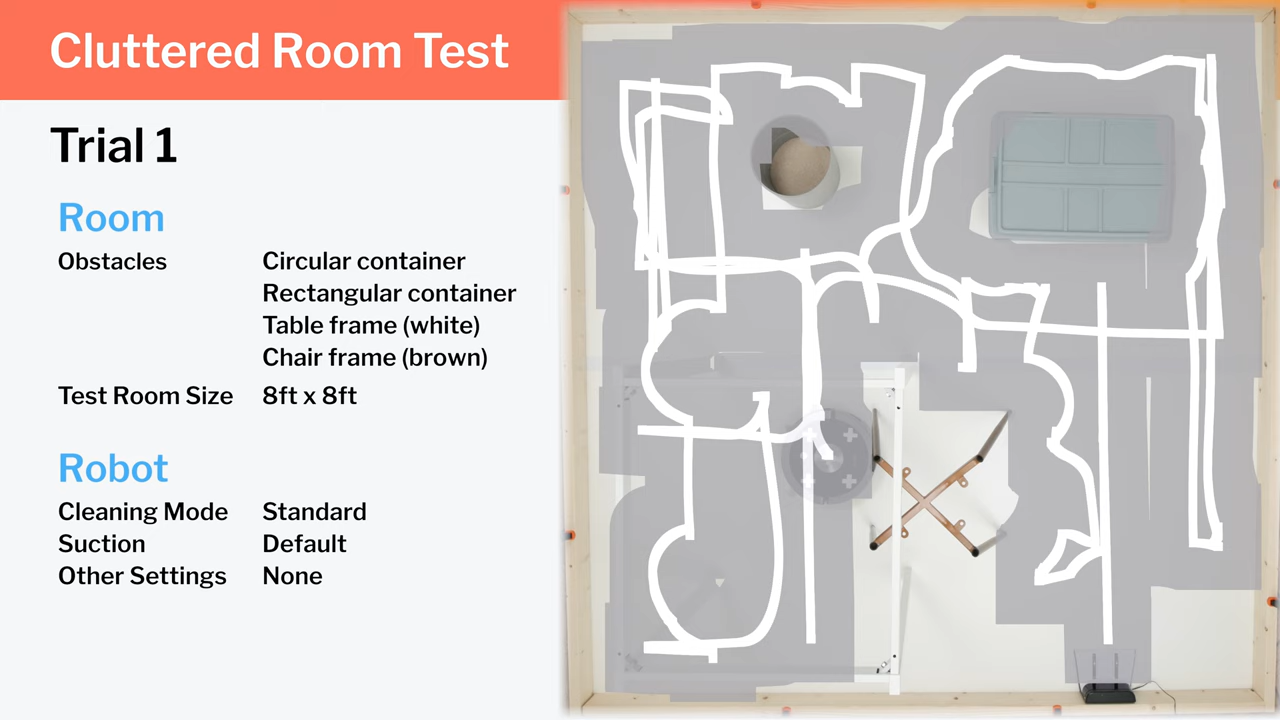 Cluttered Room Test
Trial 1
Room
Obstacles Circular container
Rectangular container
Table frame (white)
Chair frame (brown)
Test Room Size 8ft x 8ft
Robot
Cleaning Mode Standard
Suction Default
Other Settings None